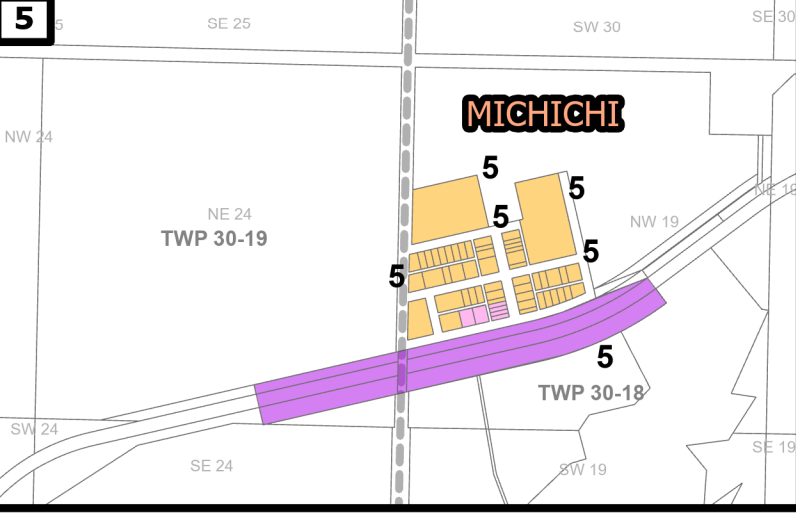 5
5
SE 25
SW 30
SE 30
MICHICHI
NW 24
5
5
NE 19
NE 24
5
NW 19
TWP 30-19
5
5
5
TWP 30-18
SW 24
SE 24
SW 19
SE 19